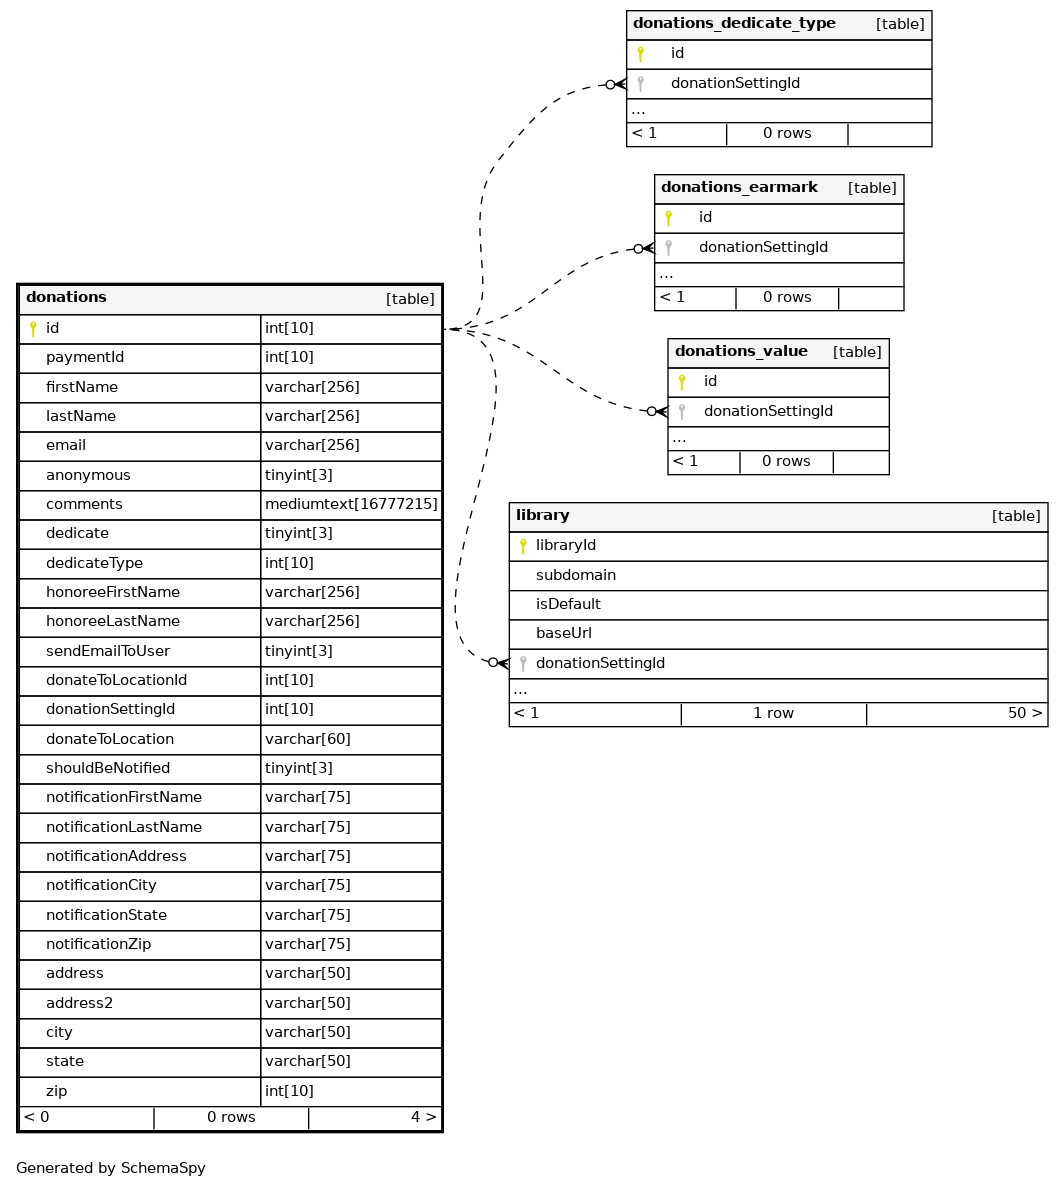 donations_dedicate_type [table]
id
donationSettingId
...
< 1 0 rows
donations_earmark [table]
id
donationSettingId
...
< 1 0 rows
donations_value [table]
id
donationSettingId
...
< 1 0 rows
library [table]
libraryId
subdomain
isDefault
baseUrl
donationSettingId
...
< 1 1 row 50 >
donations [table]
id int[10]
paymentId int[10]
firstName varchar[256]
lastName varchar[256]
email varchar[256]
anonymous tinyint[3]
comments mediumtext[16777215]
dedicate tinyint[3]
dedicateType int[10]
honoreeFirstName varchar[256]
honoreeLastName varchar[256]
sendEmailToUser tinyint[3]
donateToLocationId int[10]
donationSettingId int[10]
donateToLocation varchar[60]
shouldBeNotified tinyint[3]
notificationFirstName varchar[75]
notificationLastName varchar[75]
notificationAddress varchar[75]
notificationCity varchar[75]
notificationState varchar[75]
notificationZip varchar[75]
address varchar[50]
address2 varchar[50]
city varchar[50]
state varchar[50]
zip int[10]
< 0 0 rows 4 >
Generated by SchemaSpy